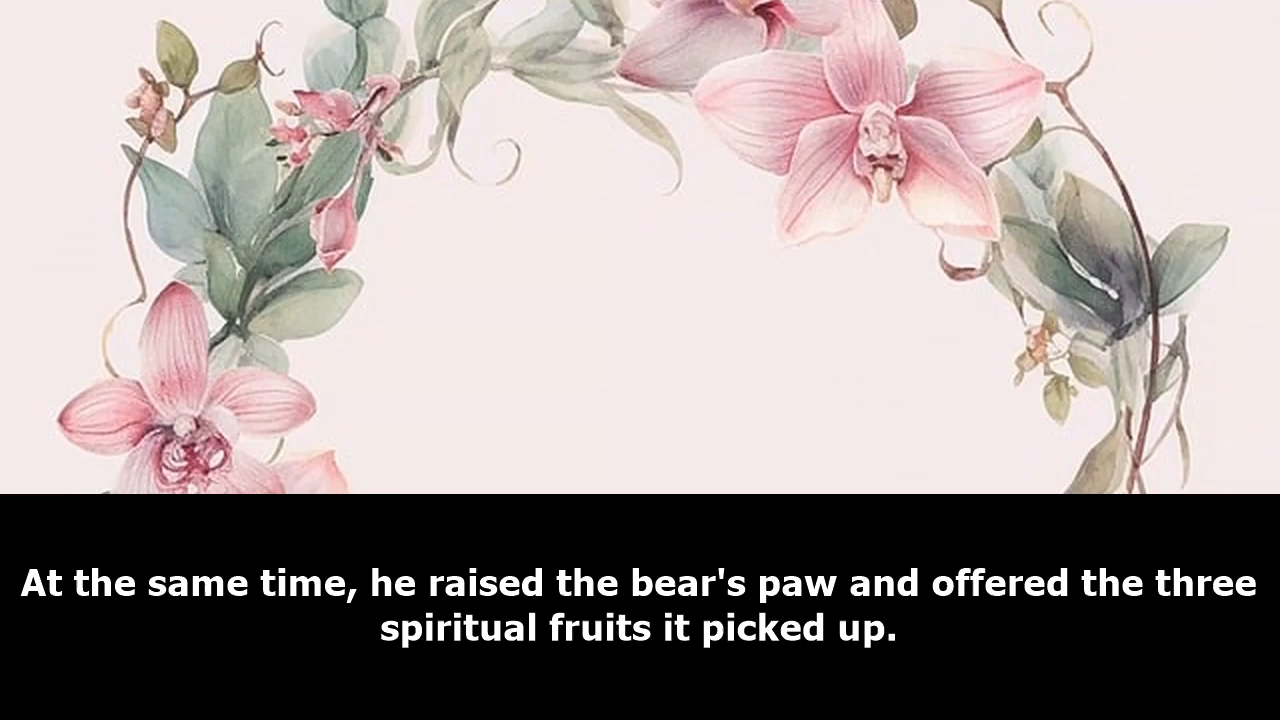 At the same time, he raised the bear's paw and offered the three
spiritual fruits it picked up.